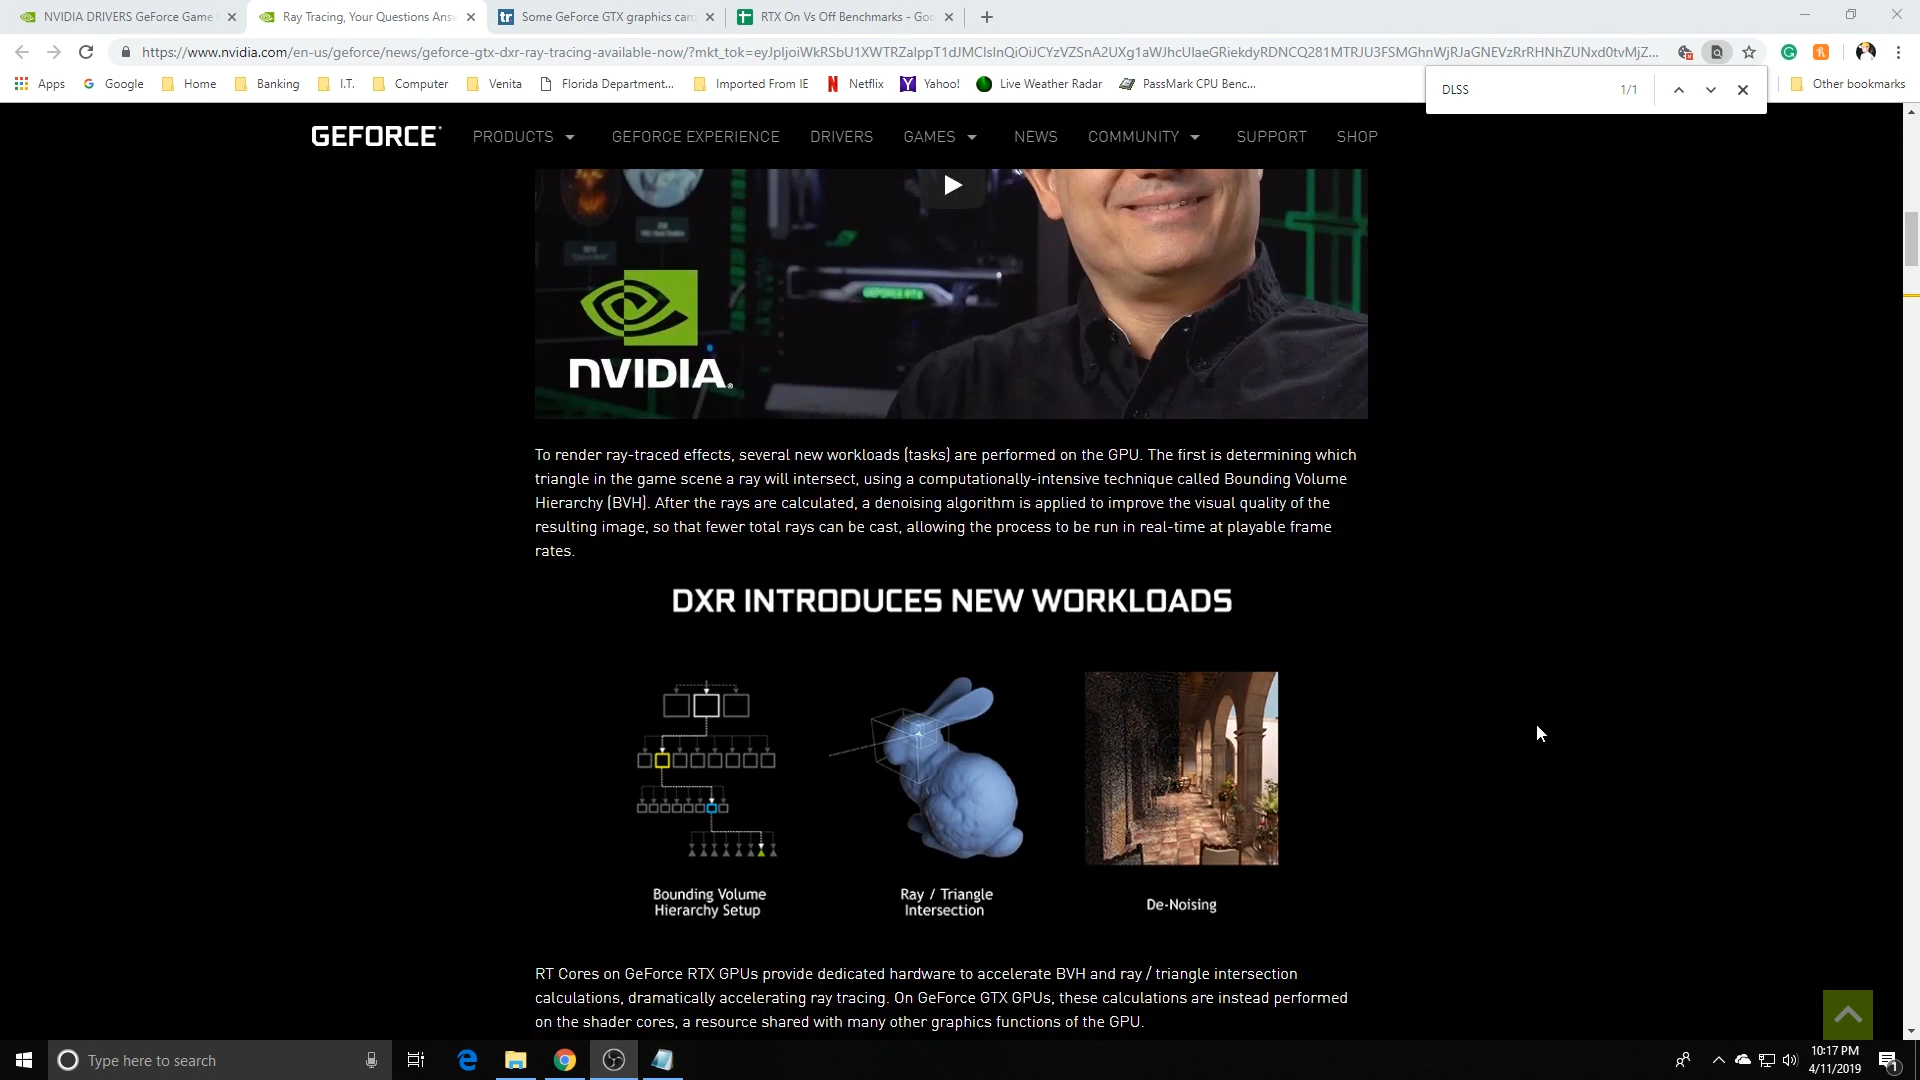 NVIDIA DRIVERS GeForce Game
Ray Tracing, Your Questions Answ
Some GeForce GTX graphics card
RTX On Vs Off Benchmarks - Goo
https://www.nvidia.com/en-us/geforce/news/geforce-gtx-dxr-ray-tracing-available-now/?mkt_tok=
Apps
Google
Home
Banking
I.T.
Computer
Venita
Florida Department...
Imported From IE
Netflix
Yahoo!
Live Weather Radar
PassMark CPU Benc...
Other bookmarks
DLSS
1/1
GEFORCE
PRODUCTS
GEFORCE EXPERIENCE
DRIVERS
GAMES
NEWS
COMMUNITY
SUPPORT
SHOP
GEFORCE RTX
NVIDIA
To render ray-traced effects, several new workloads (tasks) are performed on the GPU. The first is determining which
triangle in the game scene a ray will intersect, using a computationally-intensive technique called Bounding Volume
Hierarchy (BVH). After the rays are calculated, a denoising algorithm is applied to improve the visual quality of the
resulting image, so that fewer total rays can be cast, allowing the process to be run in real-time at playable frame
rates.
DXR INTRODUCES NEW WORKLOADS
Bounding Volume
Hierarchy Setup
Ray / Triangle
Intersection
De-Noising
RT Cores on GeForce RTX GPUs provide dedicated hardware to accelerate BVH and ray / triangle intersection
calculations, dramatically accelerating ray tracing. On GeForce GTX GPUs, these calculations are instead performed
on the shader cores, a resource shared with many other graphics functions of the GPU.
Type here to search
10:17 PM
4/11/2019
1